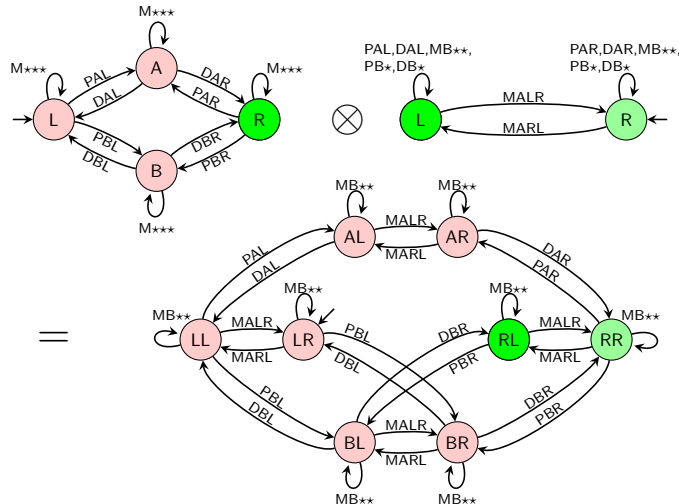 M⋆⋆⋆
A
M⋆⋆⋆
PAL
DAL
DAR
PAR
M⋆⋆⋆
L
R
PBL
DBL
DBR
PBR
B
M⋆⋆⋆
⊗
PAL,DAL,MB⋆⋆,
PB⋆,DB⋆
L
MALR
MARL
PAR,DAR,MB⋆⋆,
PB⋆,DB⋆
R
=
MB⋆⋆
MB⋆⋆
AL
MALR
MARL
AR
PAL
DAL
DAR
PAR
MB⋆⋆
MB⋆⋆
MB⋆⋆
MB⋆⋆
LL
MALR
MARL
LR
PBL
DBL
DBR
PBR
RL
MALR
MARL
RR
PBL
DBL
DBR
PBR
BL
MALR
MARL
BR
MB⋆⋆
MB⋆⋆